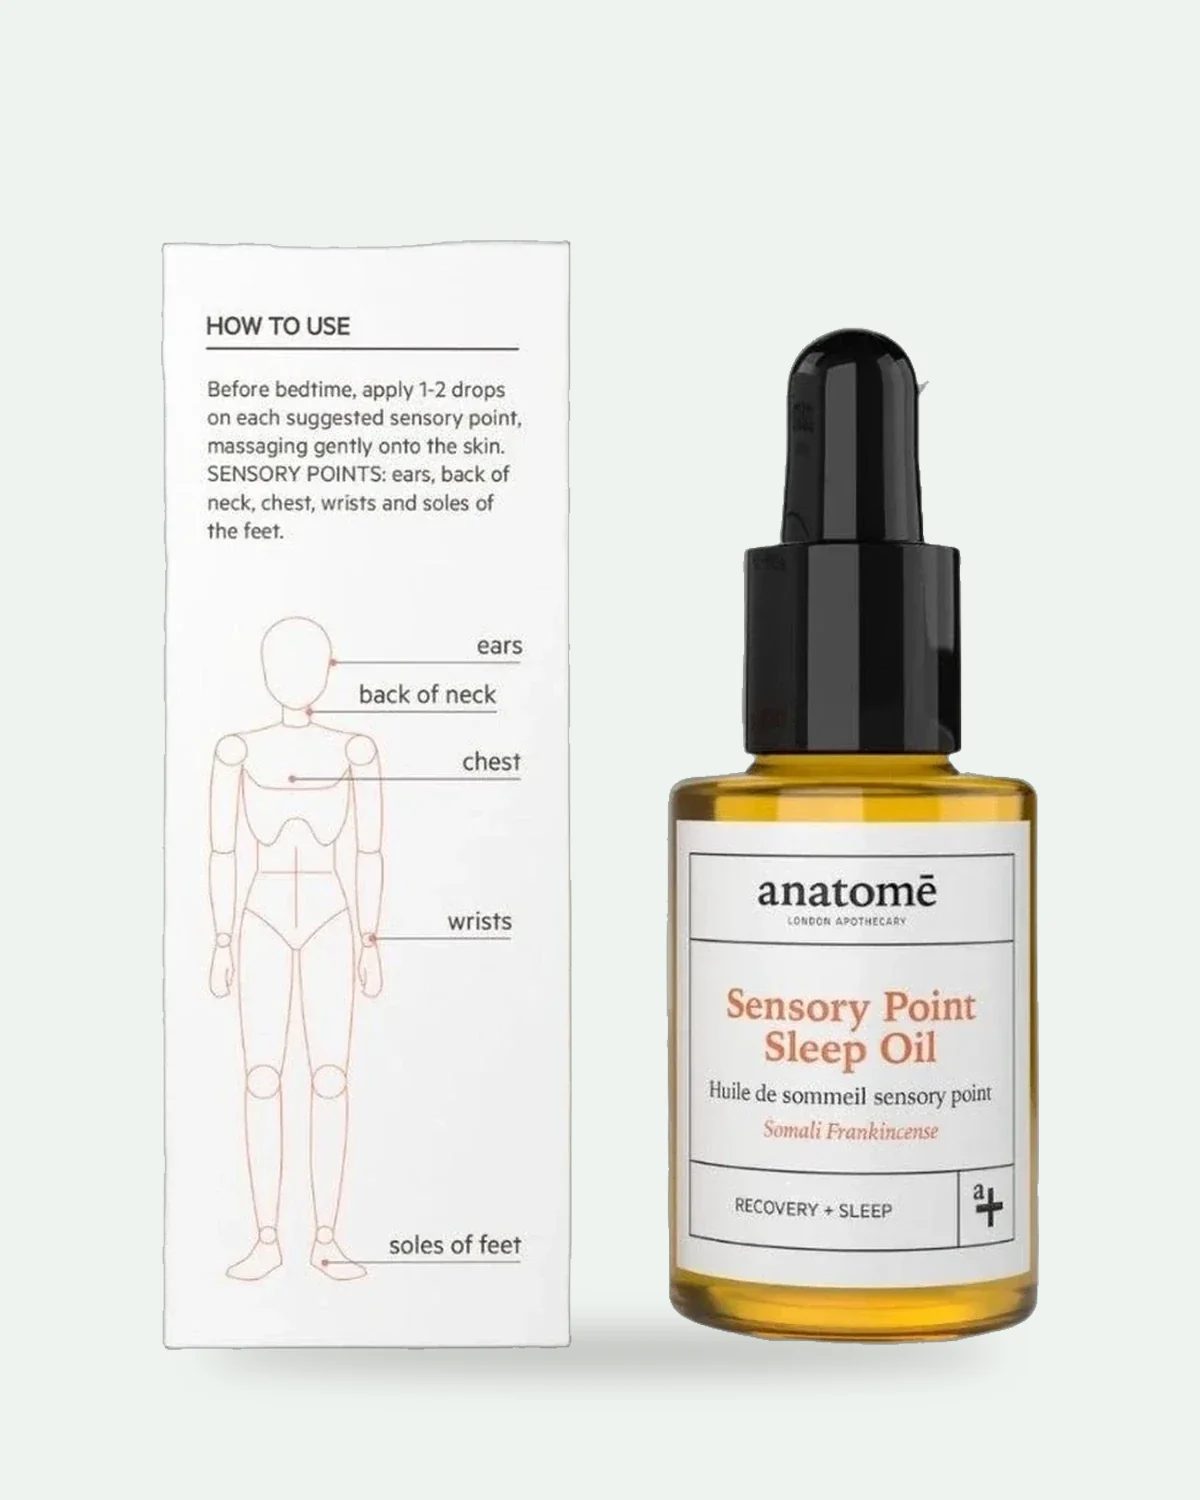 HOW TO USE
Before bedtime, apply 1-2 drops
on each suggested sensory point,
massaging gently onto the skin.
SENSORY POINTS: ears, back of
neck, chest, wrists and soles of
the feet.
ears
back of neck
chest
wrists
soles of feet
anatomē
LONDON APOTHECARY
Sensory Point
Sleep Oil
Huile de sommeil sensory point
Somali Frankincense
RECOVERY + SLEEP
a+